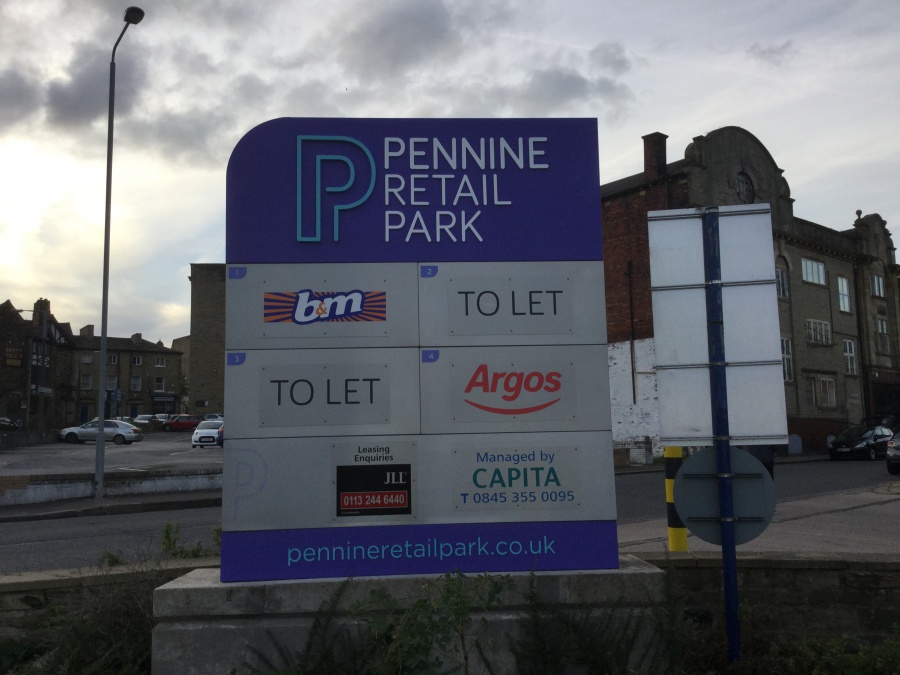 PENNINE
RETAIL
PARK
1
b&m
2
TO LET
3
TO LET
4
Argos
Leasing
Enquiries
JLL
0113 244 6440
Managed by
CAPITA
T 0845 355 0095
pennineretailpark.co.uk